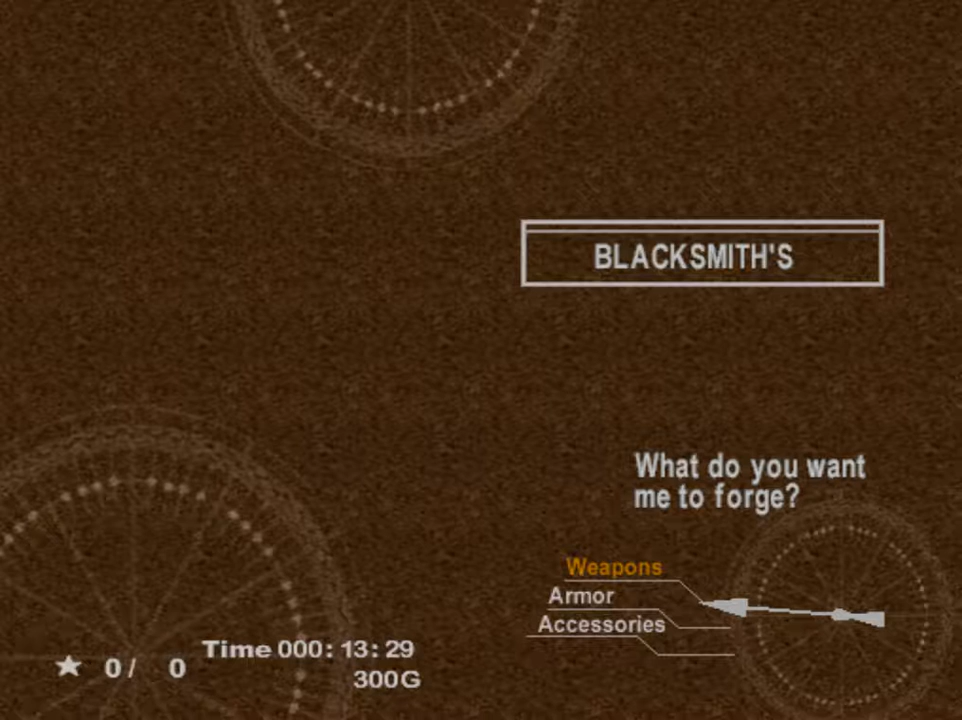 BLACKSMITH'S
What do you want
me to forge?
Weapons
Armor
Accessories
Time 000:13:29
★ 0/ 0
300G